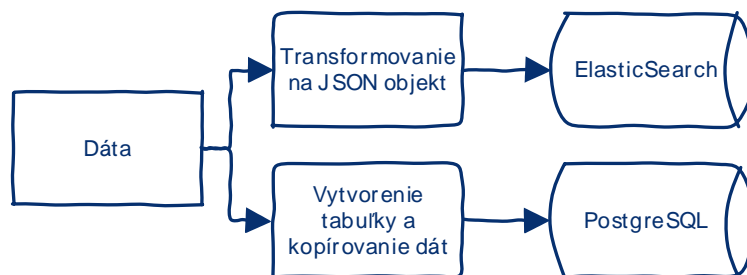 Dáta
Transformovanie
na JSON objekt
ElasticSearch
Vytvorenie
tabuľky a
kopírovanie dát
PostgreSQL